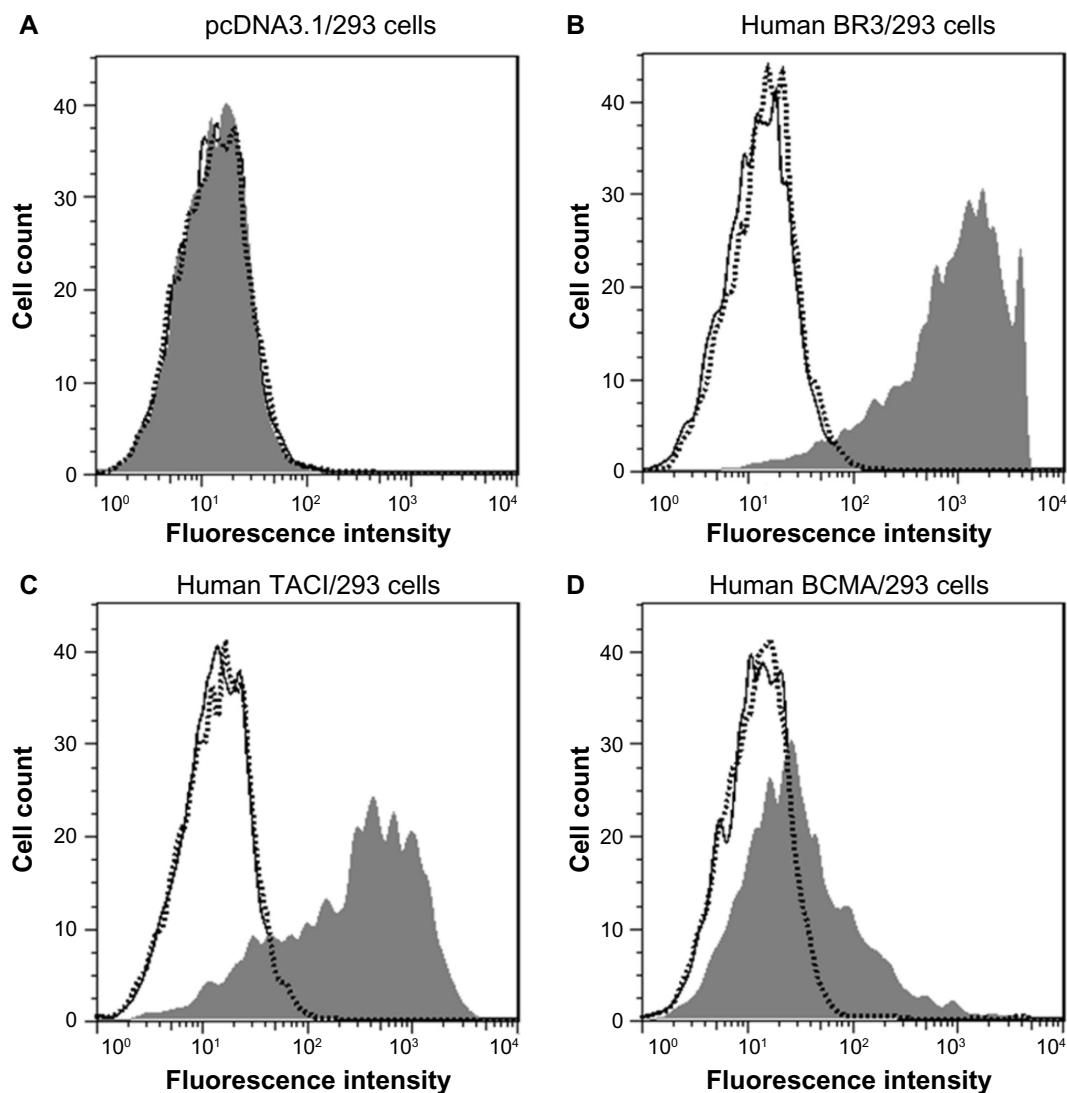 A
pcDNA3.1/293 cells
Cell count
40
30
20
10
0
10⁰ 10¹ 10² 10³ 10⁴
Fluorescence intensity
B
Human BR3/293 cells
Cell count
40
30
20
10
0
10⁰ 10¹ 10² 10³ 10⁴
Fluorescence intensity
C
Human TACI/293 cells
Cell count
40
30
20
10
0
10⁰ 10¹ 10² 10³ 10⁴
Fluorescence intensity
D
Human BCMA/293 cells
Cell count
40
30
20
10
0
10⁰ 10¹ 10² 10³ 10⁴
Fluorescence intensity